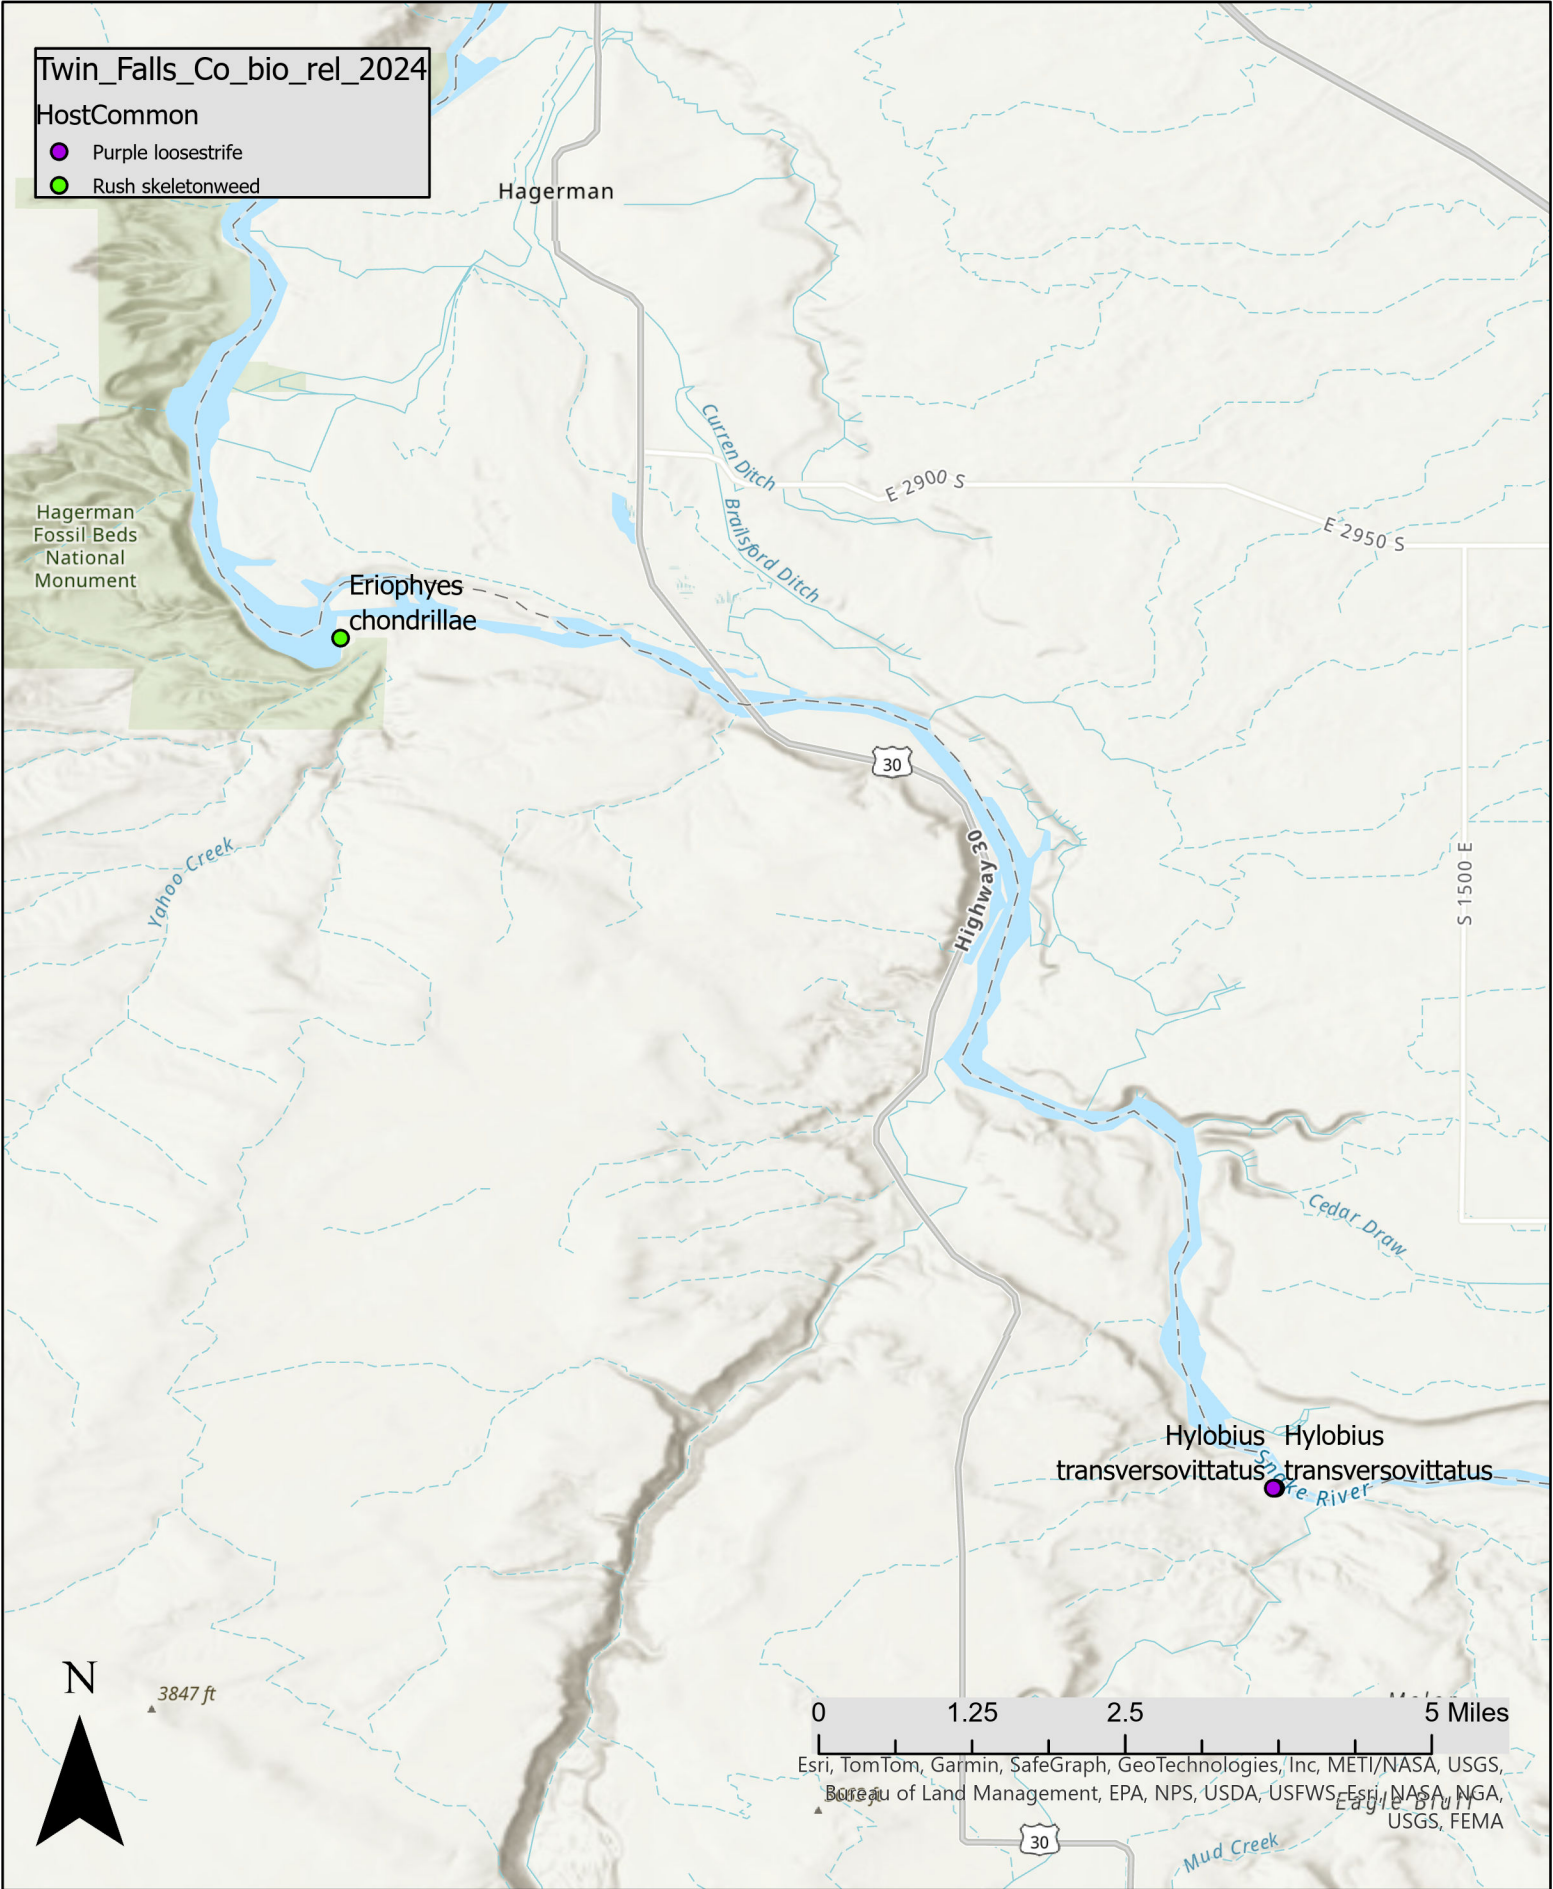 Twin_Falls_Co_bio_rel_2024
HostCommon
Purple loosestrife
Rush skeletonweed
Hagerman
Curren Ditch
E 2900 S
Brailsford Ditch
E 2950 S
Hagerman
Fossil Beds
National
Monument
Eriophyes
chondrillae
30
Highway 30
Yahoo Creek
S 1500 E
Cedar Draw
Hylobius
transversovittatus
Hylobius
transversovittatus
Snake River
N
3847 ft
0 1.25 2.5 5 Miles
Esri, TomTom, Garmin, SafeGraph, GeoTechnologies, Inc, METI/NASA, USGS,
Bureau of Land Management, EPA, NPS, USDA, USFWS, Esri, NASA, NGA,
USGS, FEMA
Eagle Bluff
30
Mud Creek